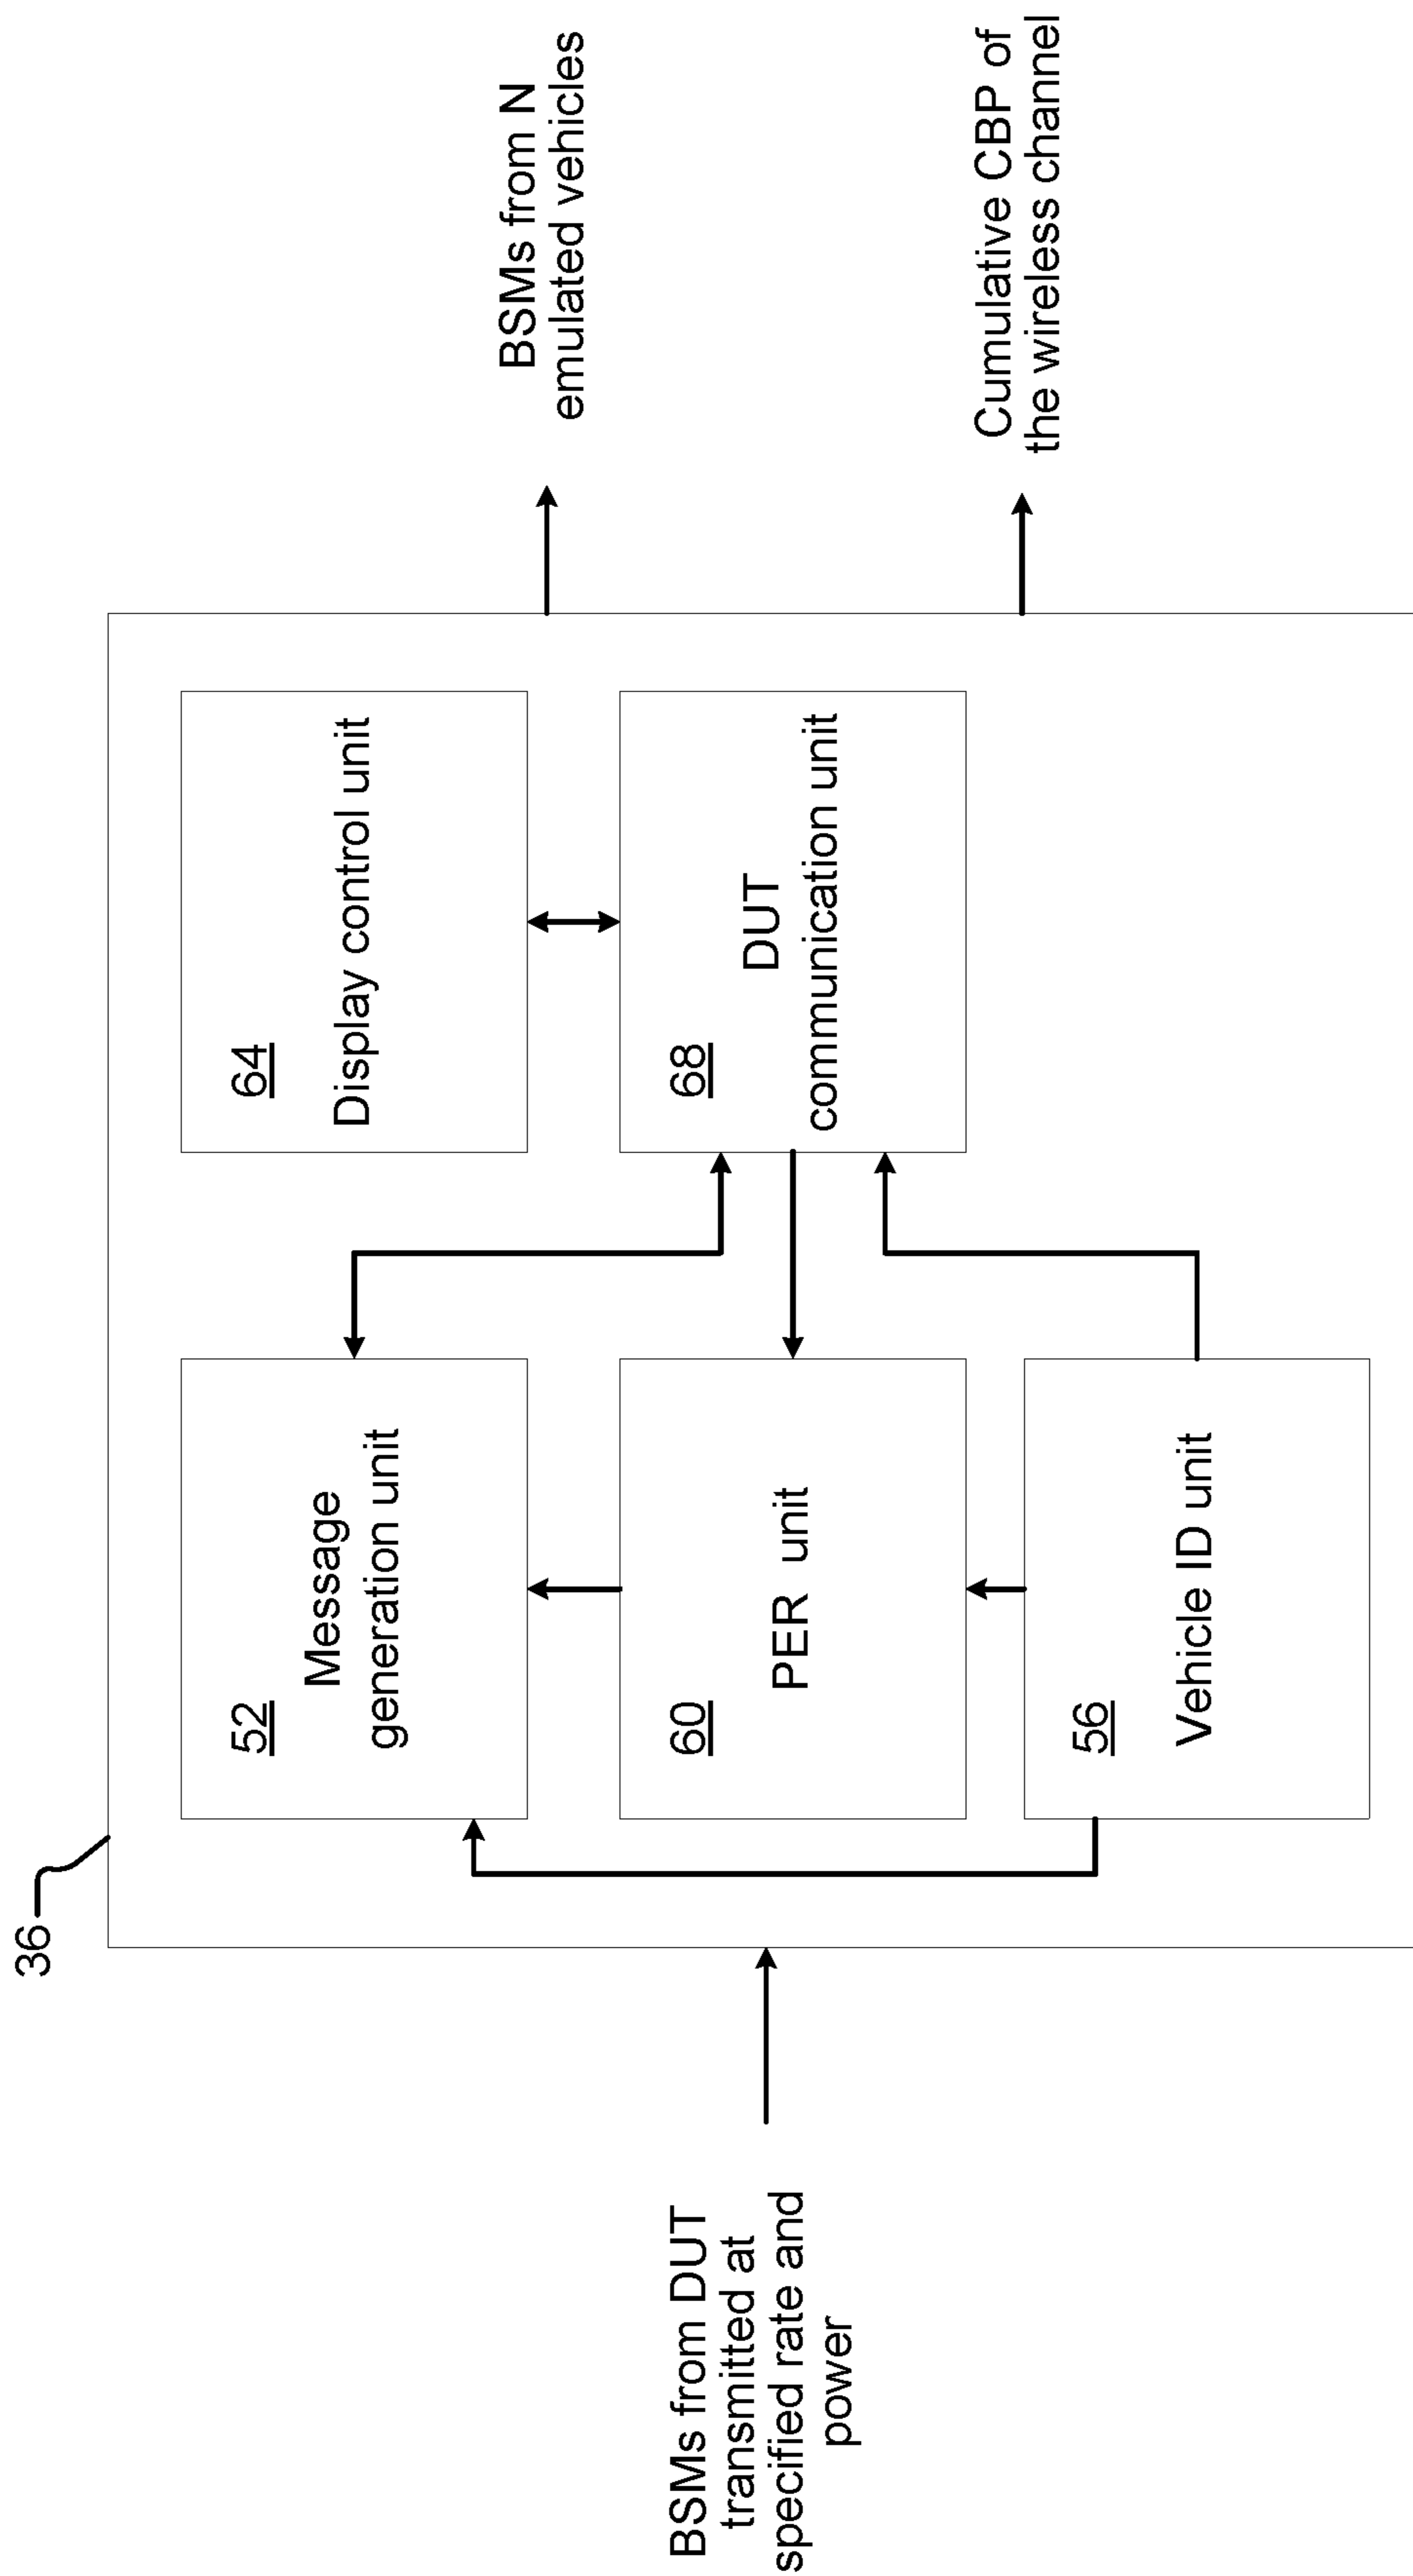 36
BSMs from DUT
transmitted at
specified rate and
power
52
Message
generation unit
60
PER unit
56
Vehicle ID unit
64
Display control unit
68
DUT
communication unit
BSMs from N
emulated vehicles
Cumulative CBP of
the wireless channel